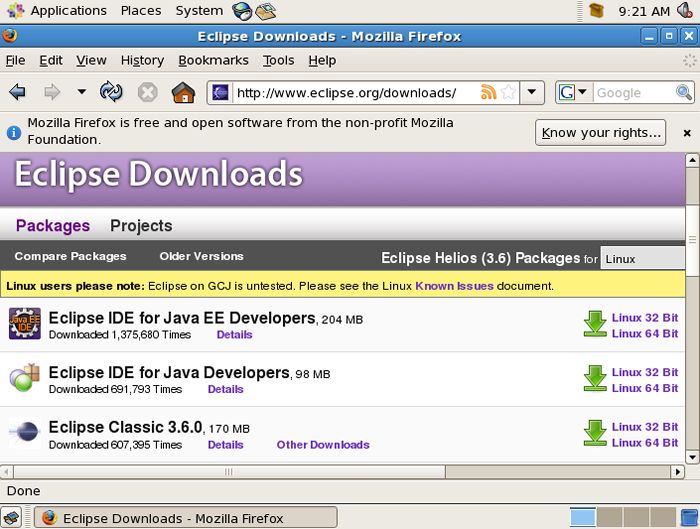 Applications Places System 9:21 AM
Eclipse Downloads - Mozilla Firefox
File Edit View History Bookmarks Tools Help
http://www.eclipse.org/downloads/ G Google
Mozilla Firefox is free and open software from the non-profit Mozilla
Foundation.
Know your rights...
Eclipse Downloads
Packages Projects
Compare Packages Older Versions Eclipse Helios (3.6) Packages for Linux
Linux users please note: Eclipse on GCJ is untested. Please see the Linux Known Issues document.
Java EE
IDE
Eclipse IDE for Java EE Developers, 204 MB
Downloaded 1,375,680 Times Details
Linux 32 Bit
Linux 64 Bit
Eclipse IDE for Java Developers, 98 MB
Downloaded 691,793 Times Details
Linux 32 Bit
Linux 64 Bit
Eclipse Classic 3.6.0, 170 MB
Downloaded 607,395 Times Details Other Downloads
Linux 32 Bit
Linux 64 Bit
Done
Eclipse Downloads - Mozilla Firefox